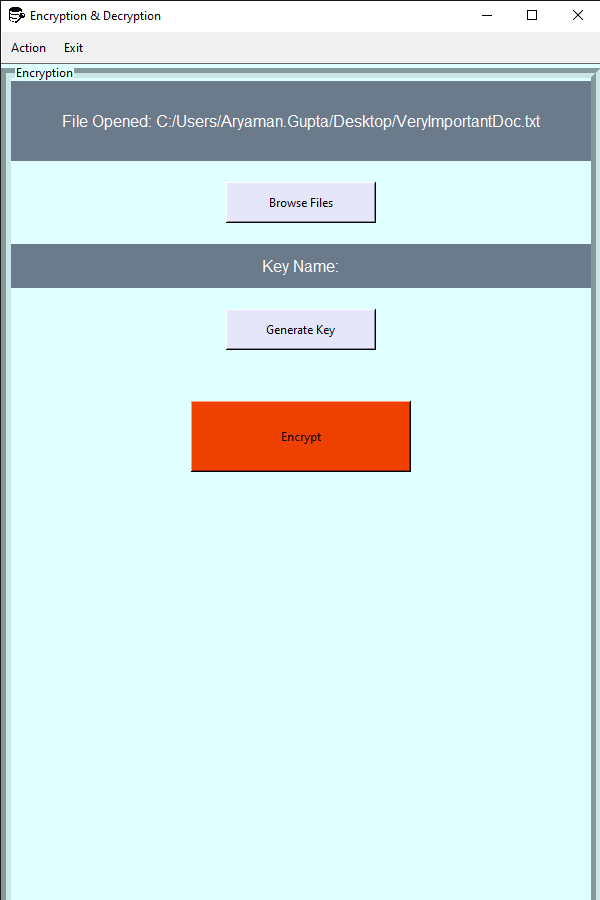 Encryption & Decryption
Action Exit
Encryption
File Opened: C:/Users/Aryaman.Gupta/Desktop/VeryImportantDoc.txt
Browse Files
Key Name:
Generate Key
Encrypt